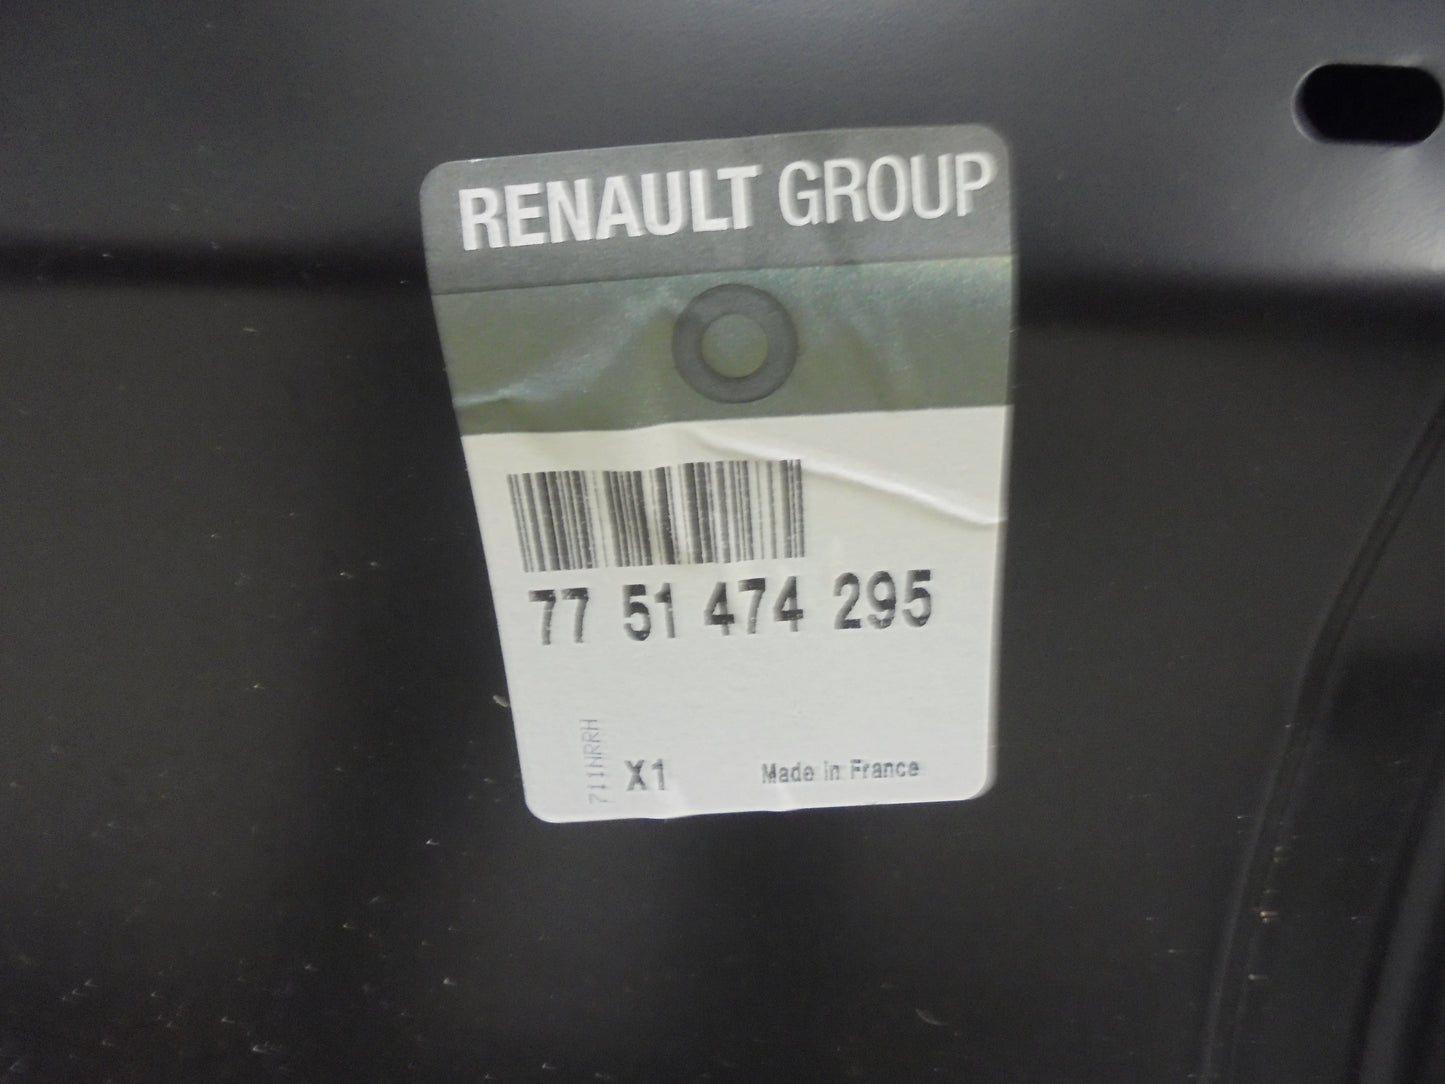 RENAULT GROUP
77 51 474 295
711NRRH
X1
Made in France